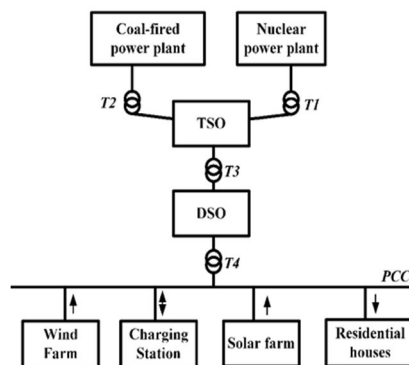 Coal-fired
power plant
Nuclear
power plant
T2
T1
TSO
T3
DSO
T4
PCC
Wind
Farm
Charging
Station
Solar farm
Residential
houses